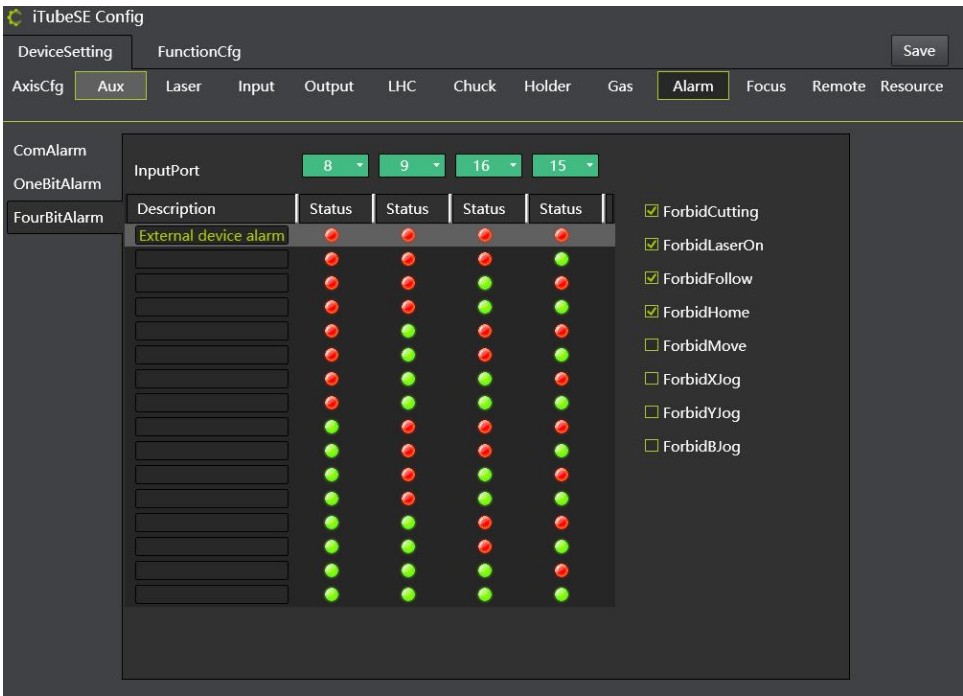 iTubeSE Config
DeviceSetting FunctionCfg Save
AxisCfg Aux Laser Input Output LHC Chuck Holder Gas Alarm Focus Remote Resource
ComAlarm
OneBitAlarm
FourBitAlarm
InputPort 8 9 16 15
Description Status Status Status Status
External device alarm
ForbidCutting
ForbidLaserOn
ForbidFollow
ForbidHome
ForbidMove
ForbidXJog
ForbidYJog
ForbidBJog